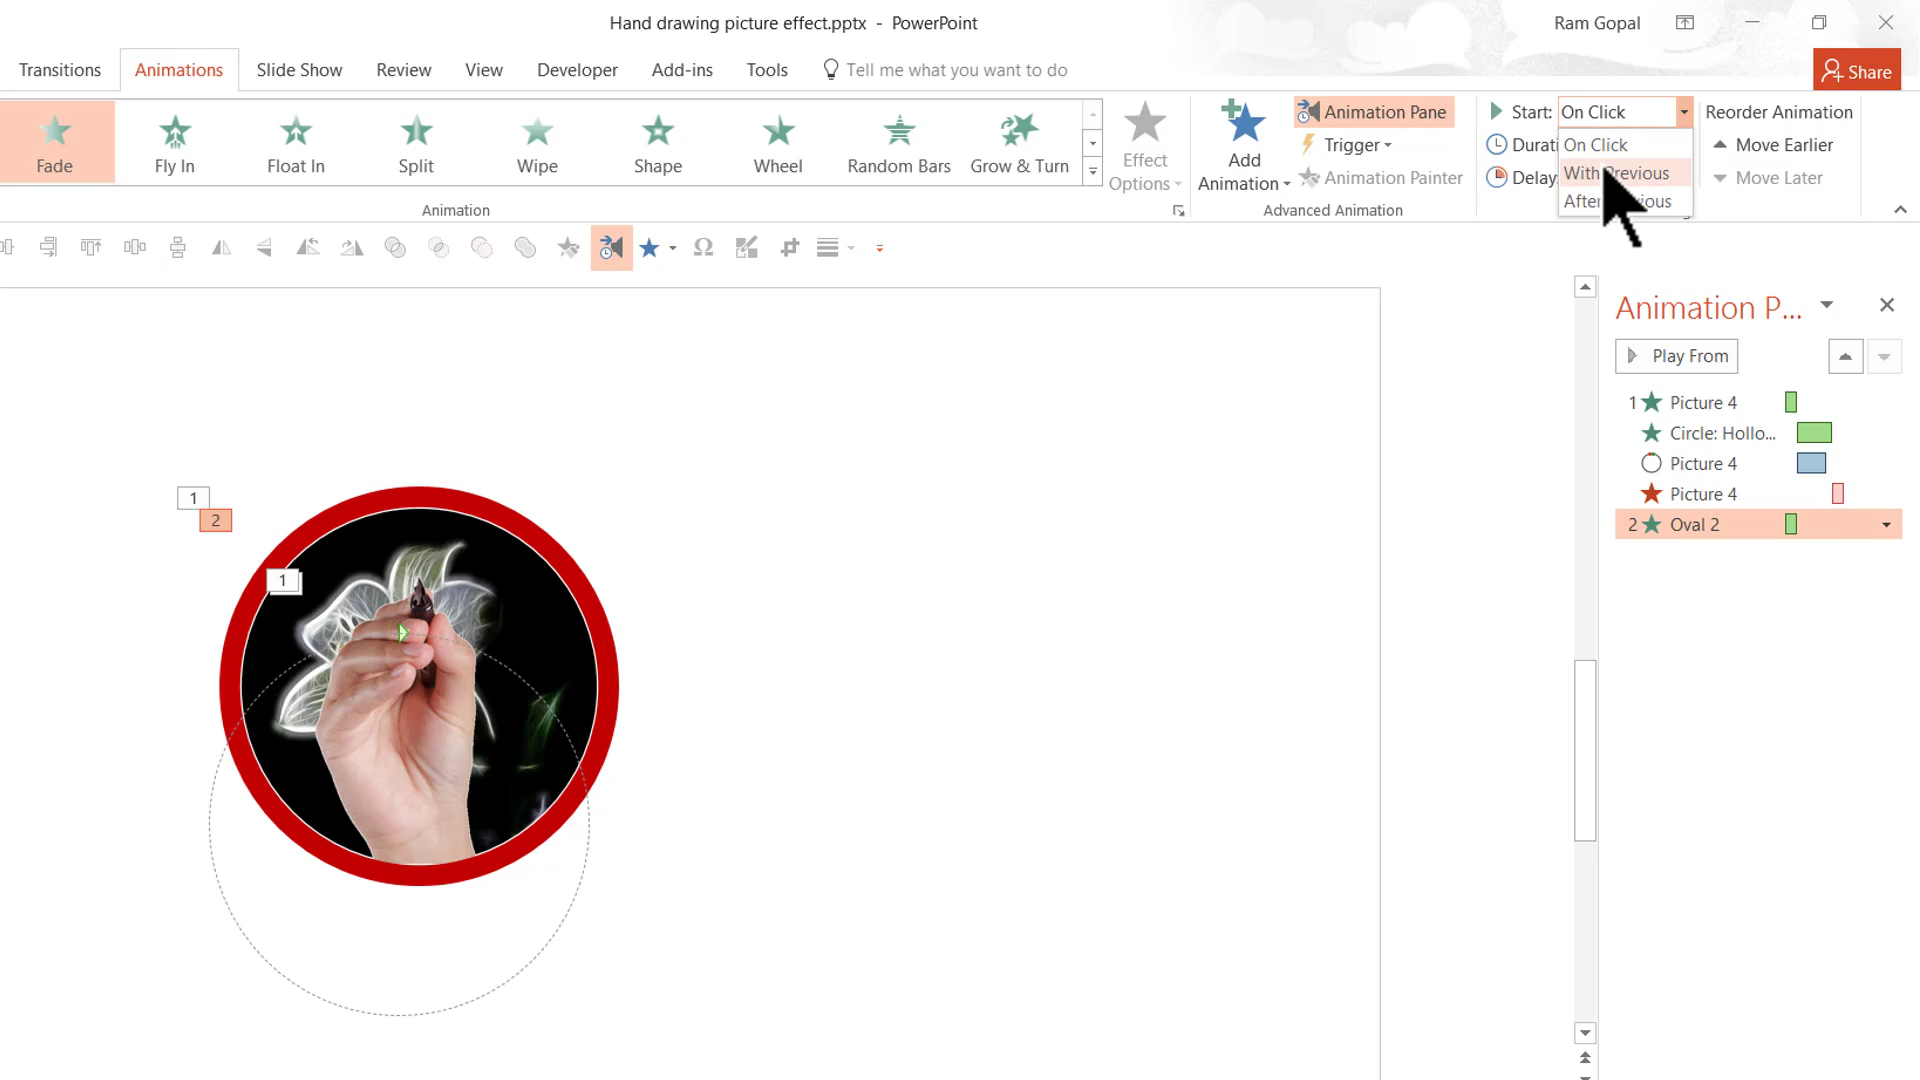 Hand drawing picture effect.pptx - PowerPoint
Ram Gopal
Transitions Animations Slide Show Review View Developer Add-ins Tools Tell me what you want to do
Share
Fade Fly In Float In Split Wipe Shape Wheel Random Bars Grow & Turn
Effect Options
Add Animation
Animation Pane
Trigger
Animation Painter
Start: On Click
On Click
With Previous
Reorder Animation
Move Earlier
Move Later
Animation
Advanced Animation
Animation P...
Play From
1 Picture 4
Circle: Hollo...
Picture 4
Picture 4
2 Oval 2
1
2
1